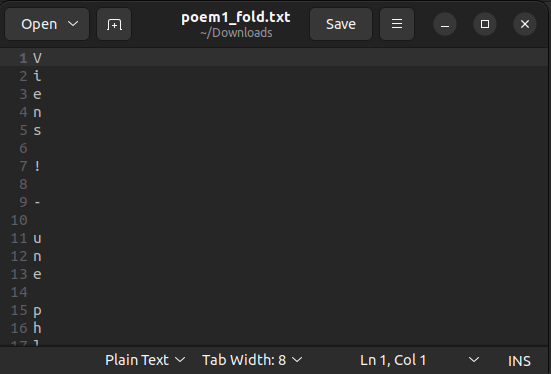 Open
poem1_fold.txt
~/Downloads
Save
1 V
2 i
3 e
4 n
5 s
6
7 !
8
9 -
10
11 u
12 n
13 e
14
15 p
16 h
17 l
Plain Text
Tab Width: 8
Ln 1, Col 1
INS